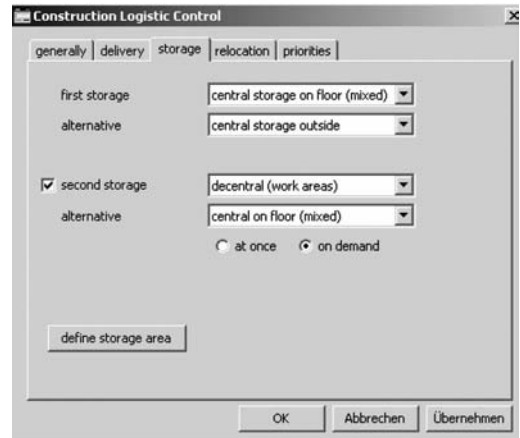 Construction Logistic Control
generally delivery storage relocation priorities
first storage central storage on floor (mixed)
alternative central storage outside
second storage decentral (work areas)
alternative central on floor (mixed)
at once on demand
define storage area
OK Abbrechen Übernehmen